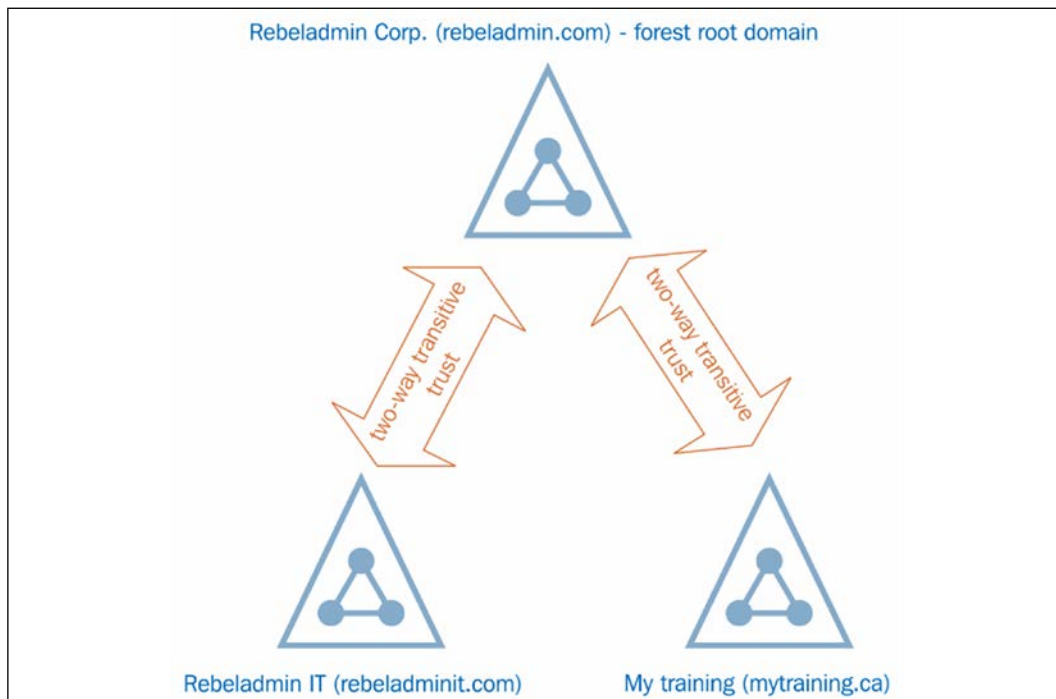 Rebeladmin Corp. (rebeladmin.com) - forest root domain
two-way transitive
trust
two-way transitive
trust
Rebeladmin IT (rebeladminit.com)
My training (mytraining.ca)